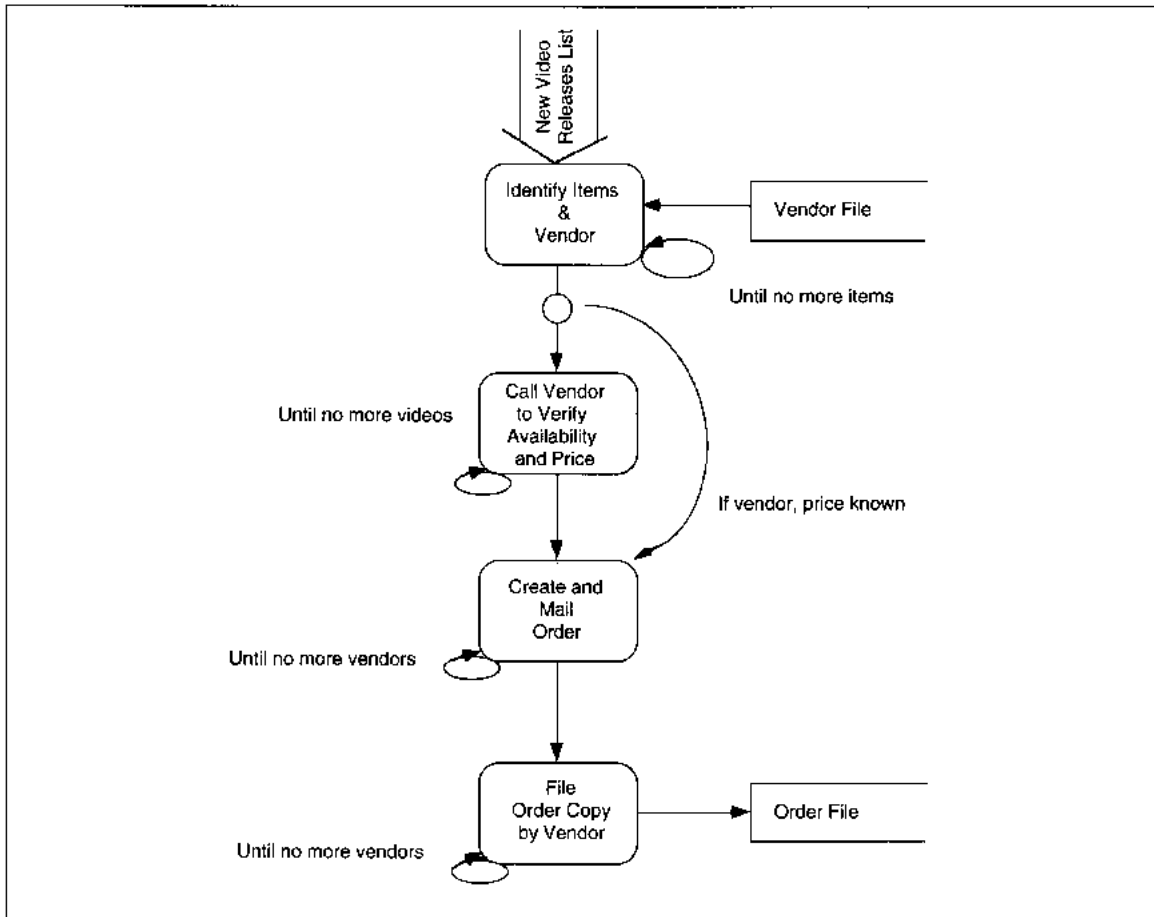 New Video
Releases List
Identify Items
&
Vendor
Vendor File
Until no more items
Call Vendor
to Verify
Availability
and Price
Until no more videos
If vendor, price known
Create and
Mail
Order
Until no more vendors
File
Order Copy
by Vendor
Order File
Until no more vendors